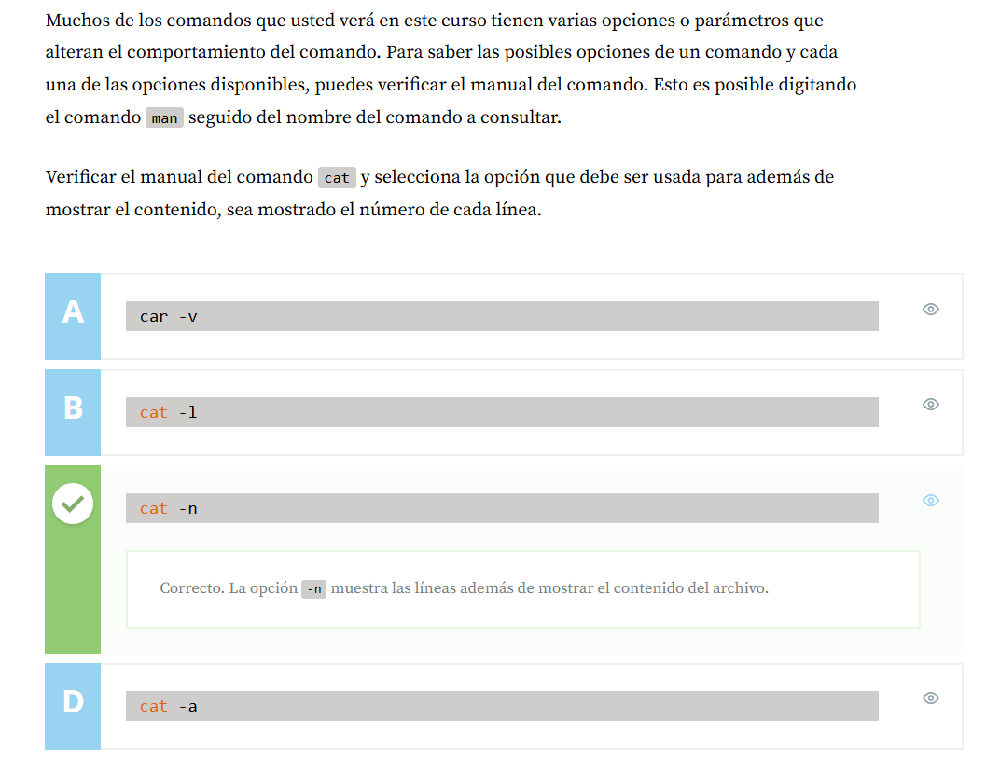 Muchos de los comandos que usted verá en este curso tienen varias opciones o parámetros que
alteran el comportamiento del comando. Para saber las posibles opciones de un comando y cada
una de las opciones disponibles, puedes verificar el manual del comando. Esto es posible digitando
el comando man seguido del nombre del comando a consultar.
Verificar el manual del comando cat y selecciona la opción que debe ser usada para además de
mostrar el contenido, sea mostrado el número de cada línea.
A
car -v
B
cat -l
cat -n
Correcto. La opción -n muestra las líneas además de mostrar el contenido del archivo.
D
cat -a